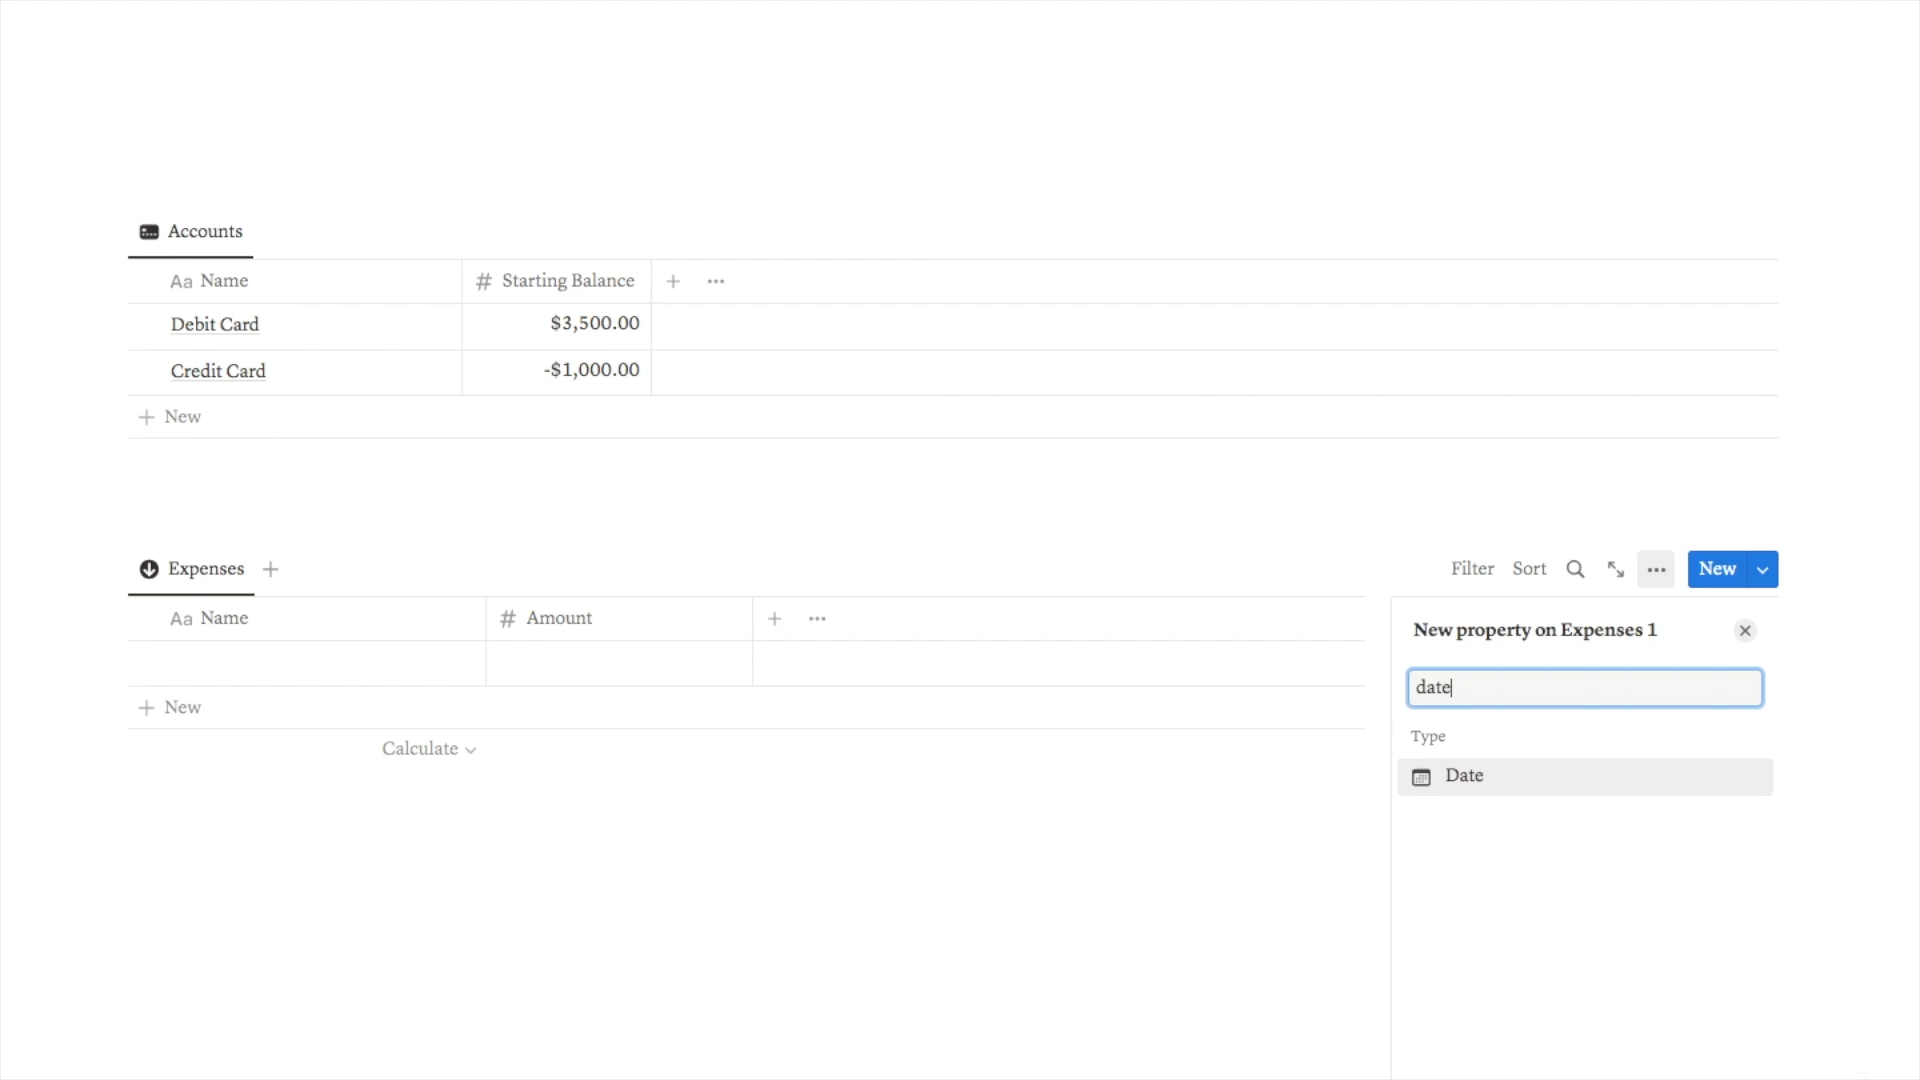 Accounts
Aa Name # Starting Balance
Debit Card $3,500.00
Credit Card -$1,000.00
New
Expenses Filter Sort New
Aa Name # Amount
New property on Expenses 1
date
New
Type
Calculate
Date